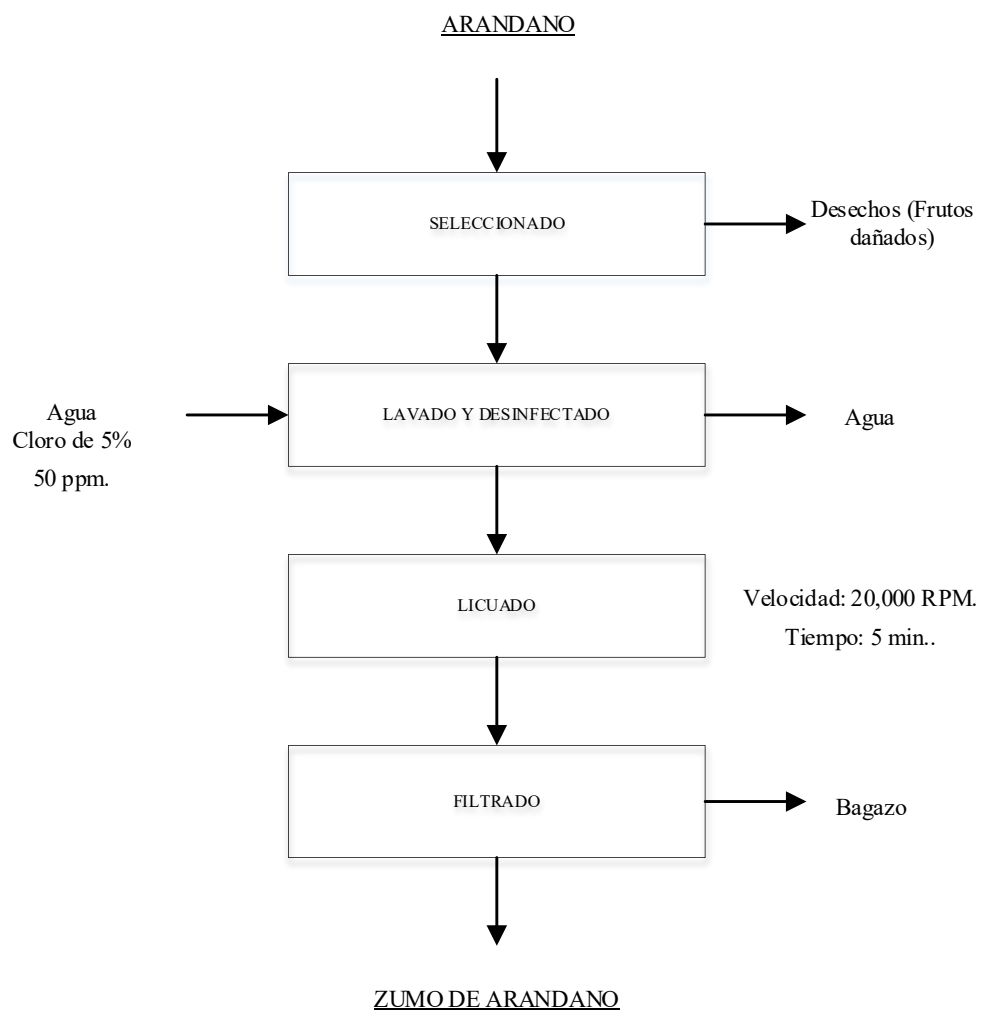 ARANDANO
SELECCIONADO
Desechos (Frutos
dañados)
Agua
Cloro de 5%
50 ppm.
LAVADO Y DESINFECTADO
Agua
LICUADO
Velocidad: 20,000 RPM.
Tiempo: 5 min..
FILTRADO
Bagazo
ZUMO DE ARANDANO